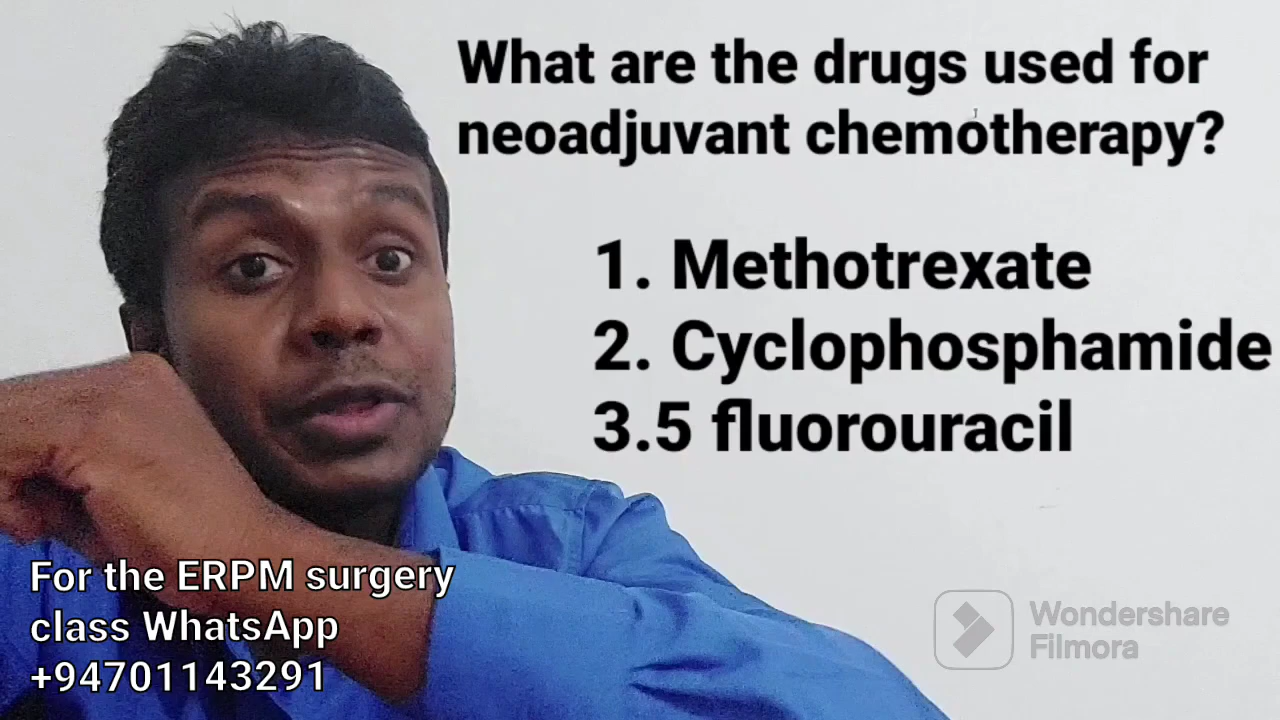 What are the drugs used for
neoadjuvant chemotherapy?
1. Methotrexate
2. Cyclophosphamide
3.5 fluorouracil
For the ERPM surgery
class WhatsApp
+94701143291
Wondershare
Filmora